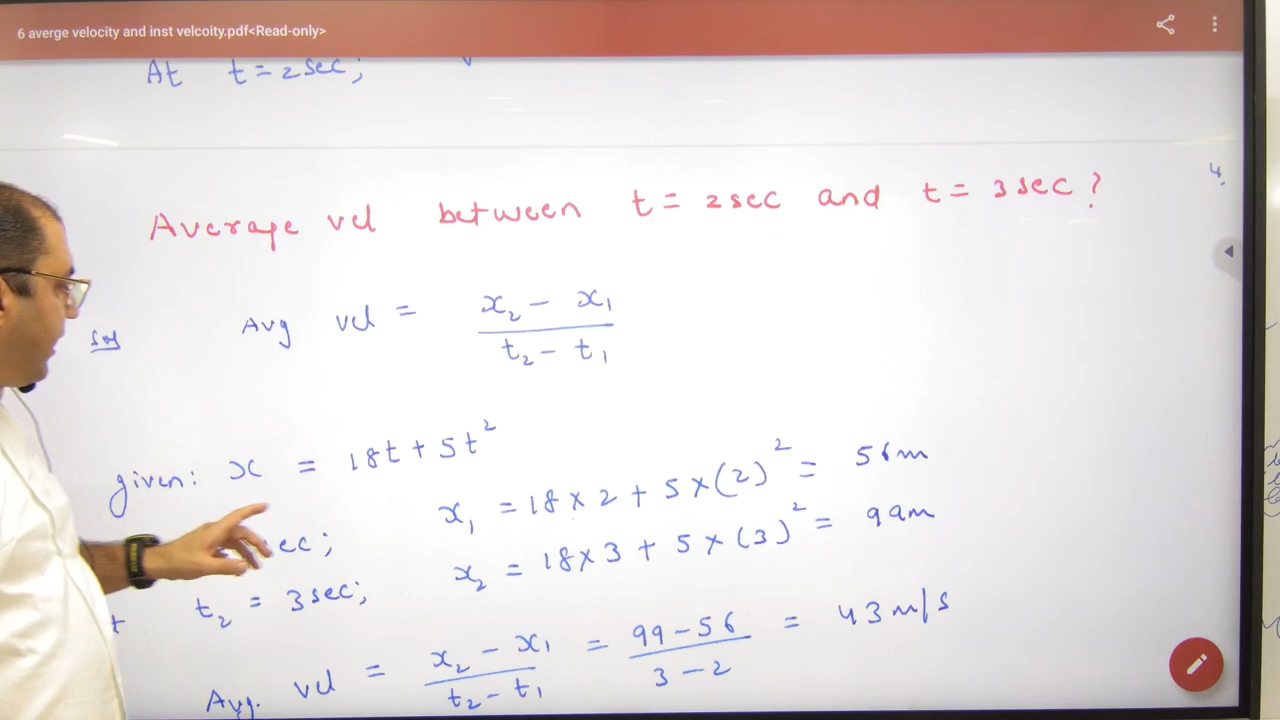 6 averge velocity and inst velcoity.pdf<Read-only>
At t = 2 sec; v
Average vel between t = 2 sec and t = 3 sec?
4.
Sol Avg vel = x₂ - x₁ / t₂ - t₁
given: x = 18t + 5t²
ec; x₁ = 18 × 2 + 5 × (2)² = 56m
t t₂ = 3 sec; x₂ = 18 × 3 + 5 × (3)² = 99m
Avg. vel = x₂ - x₁ / t₂ - t₁ = 99 - 56 / 3 - 2 = 43 m/s